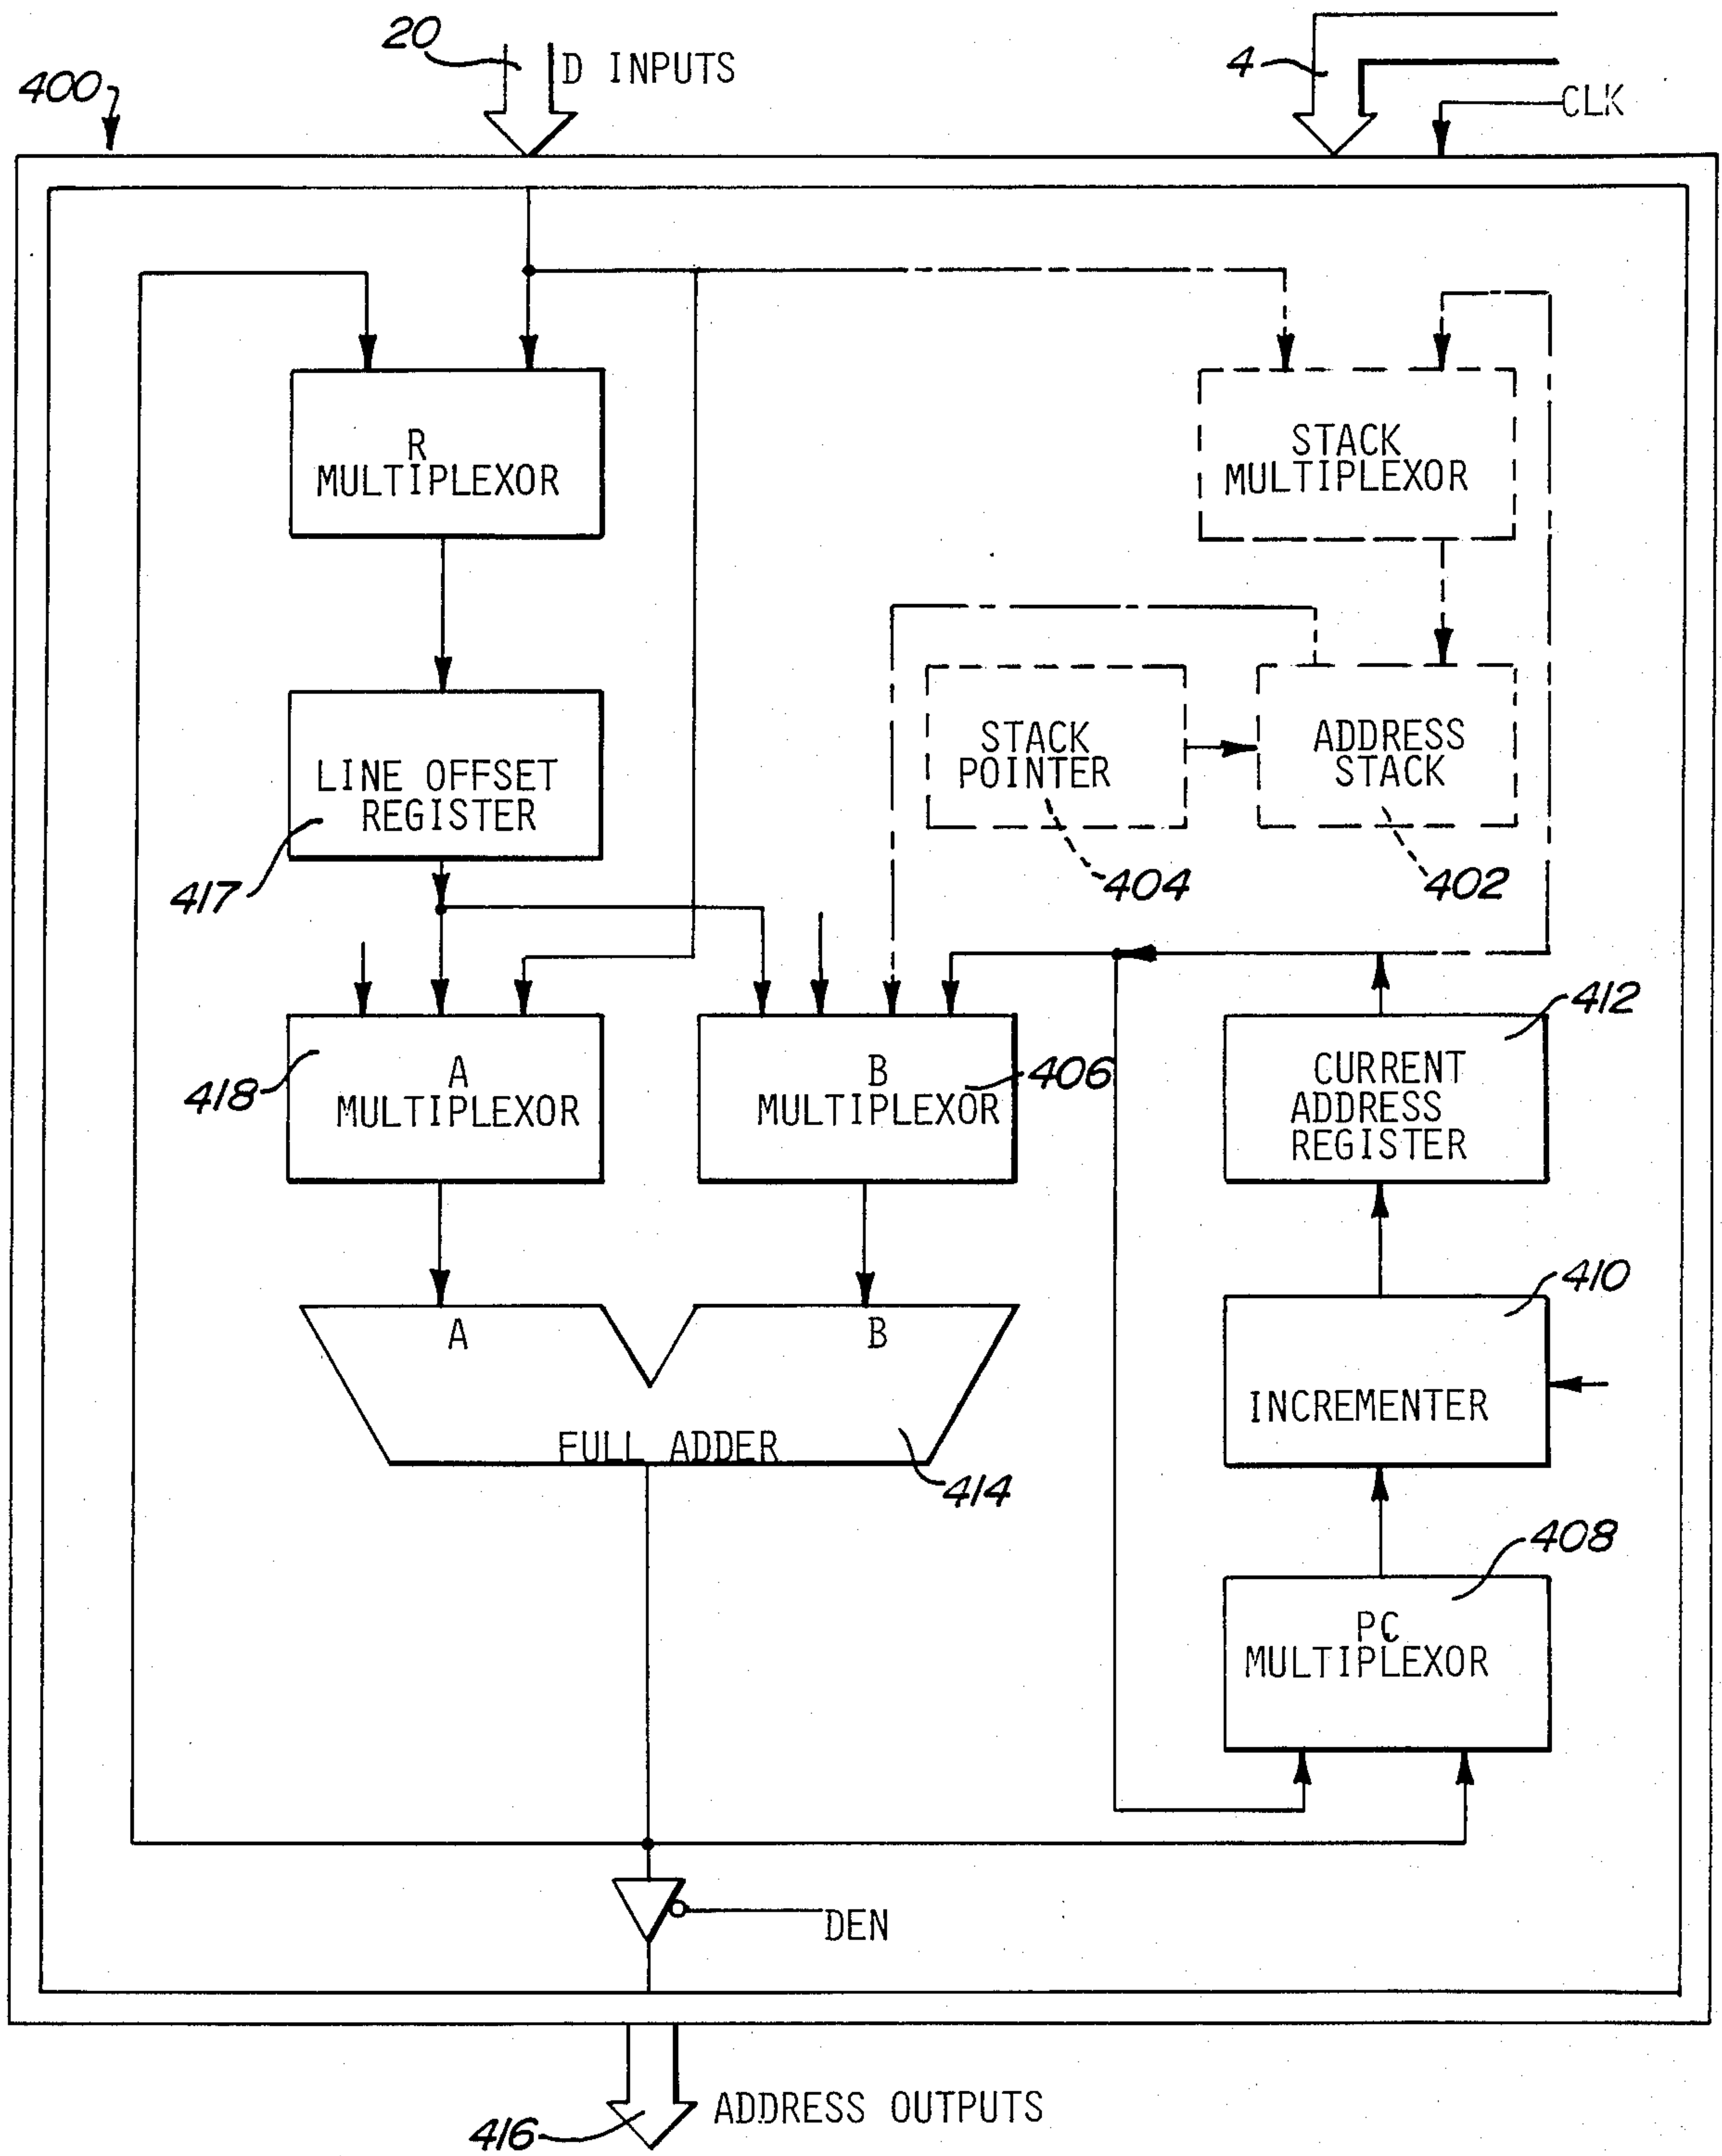 20
D INPUTS
4
400
CLK
R
MULTIPLEXOR
STACK
MULTIPLEXOR
STACK
POINTER
ADDRESS
STACK
LINE OFFSET
REGISTER
417
404
402
412
418
A
MULTIPLEXOR
B
MULTIPLEXOR
406
CURRENT
ADDRESS
REGISTER
410
A
B
INCREMENTER
FULL ADDER
414
408
PC
MULTIPLEXOR
DEN
416
ADDRESS OUTPUTS